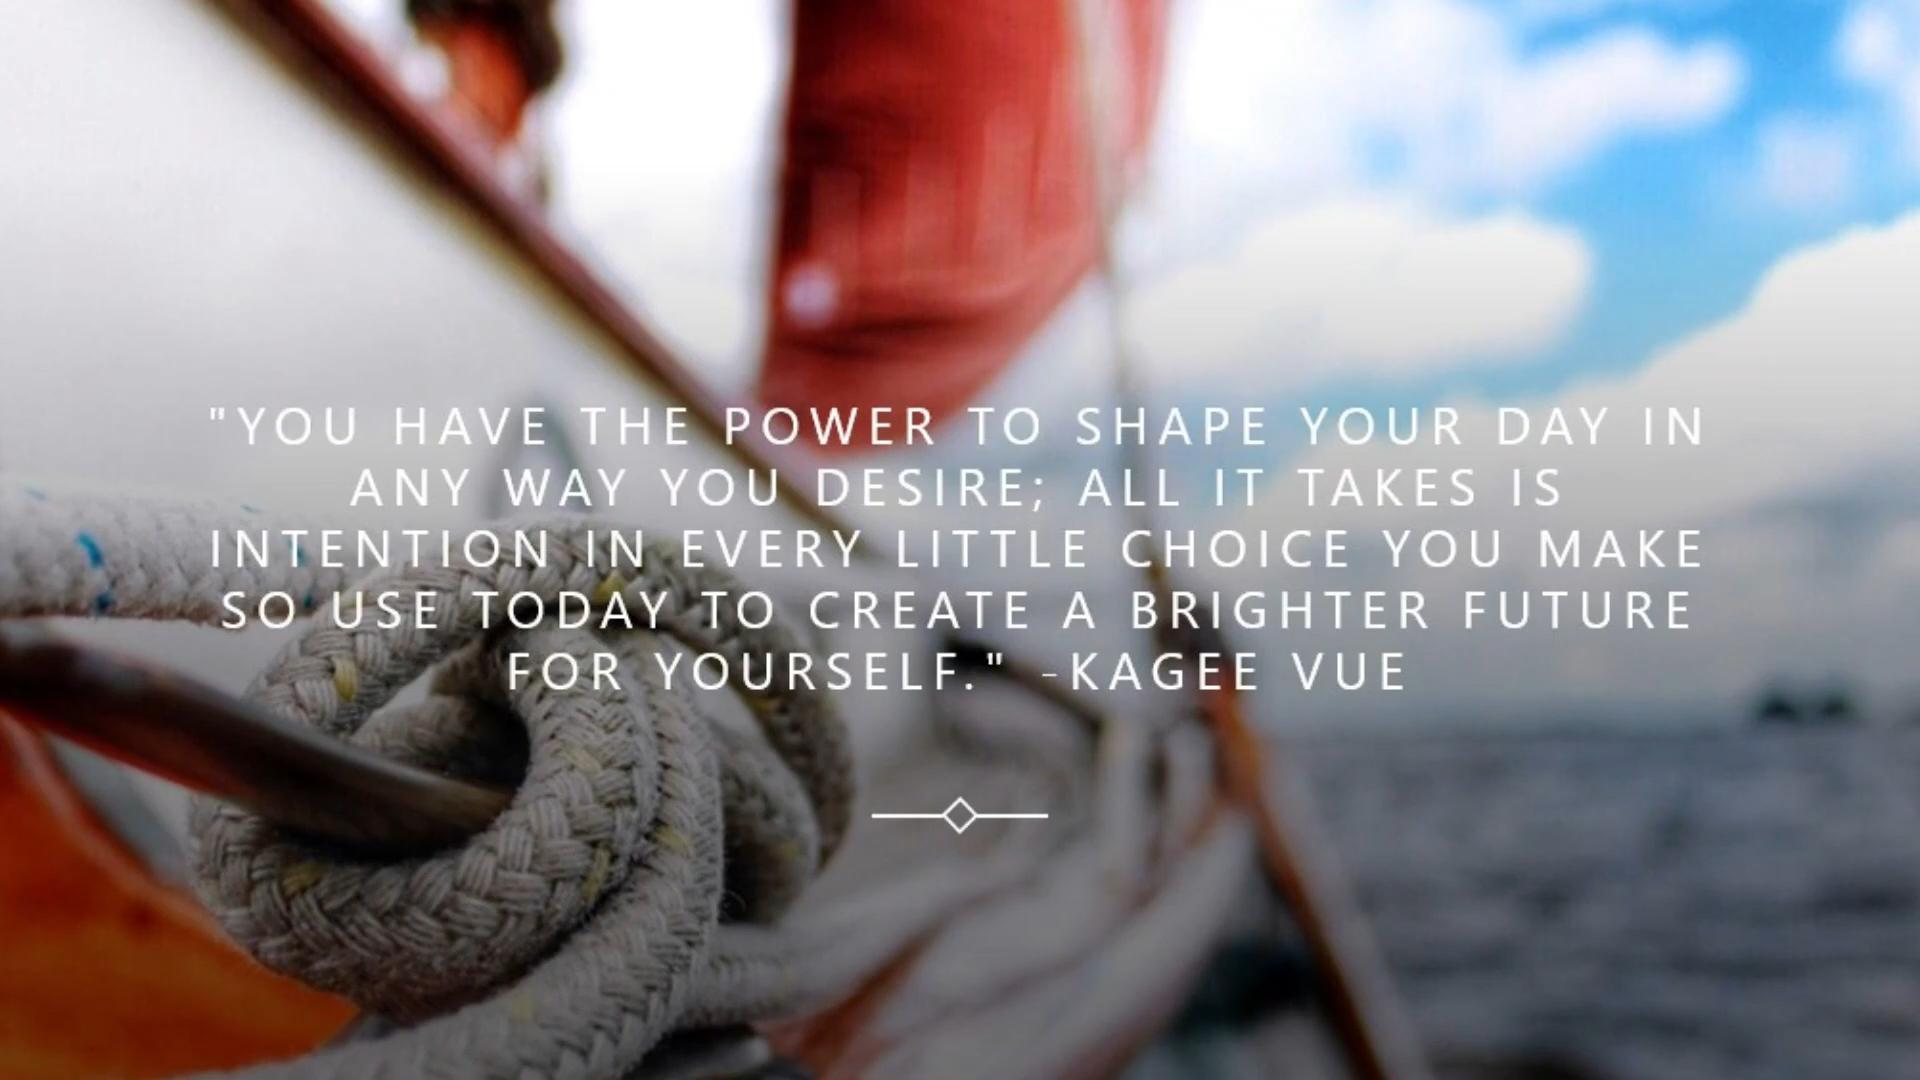 "YOU HAVE THE POWER TO SHAPE YOUR DAY IN
ANY WAY YOU DESIRE; ALL IT TAKES IS
INTENTION IN EVERY LITTLE CHOICE YOU MAKE
SO USE TODAY TO CREATE A BRIGHTER FUTURE
FOR YOURSELF." -KAGEE VUE